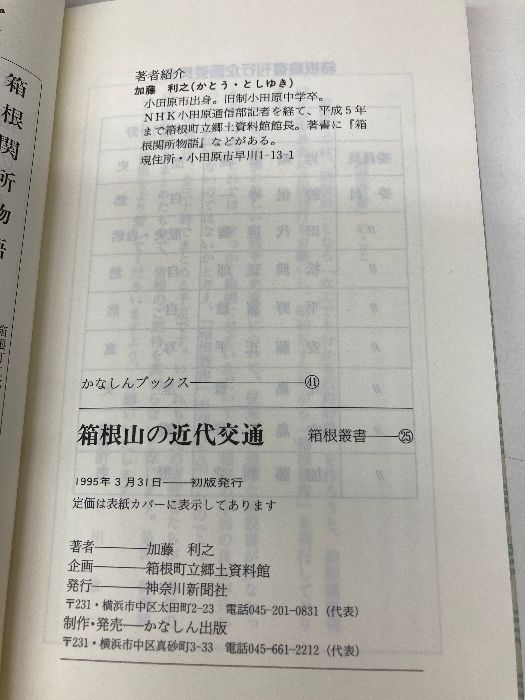 著者紹介
加藤 利之(かとう・としゆき)
小田原市出身。旧制小田原中学卒。
NHK小田原通信部記者を経て、平成5年
まで箱根町立郷土資料館館長。著書に『箱
根関所物語』などがある。
現住所・小田原市早川1-13-1
かなしんブックス――㊶
箱根山の近代交通 箱根叢書――㉕
1995年3月31日――初版発行
定価は表紙カバーに表示してあります
著者――加藤 利之
企画――箱根町立郷土資料館
発行――神奈川新聞社
〒231・横浜市中区太田町2-23 電話045-201-0831(代表)
制作・発売――かなしん出版
〒231・横浜市中区真砂町3-33 電話045-661-2212(代表)
箱根関所物語